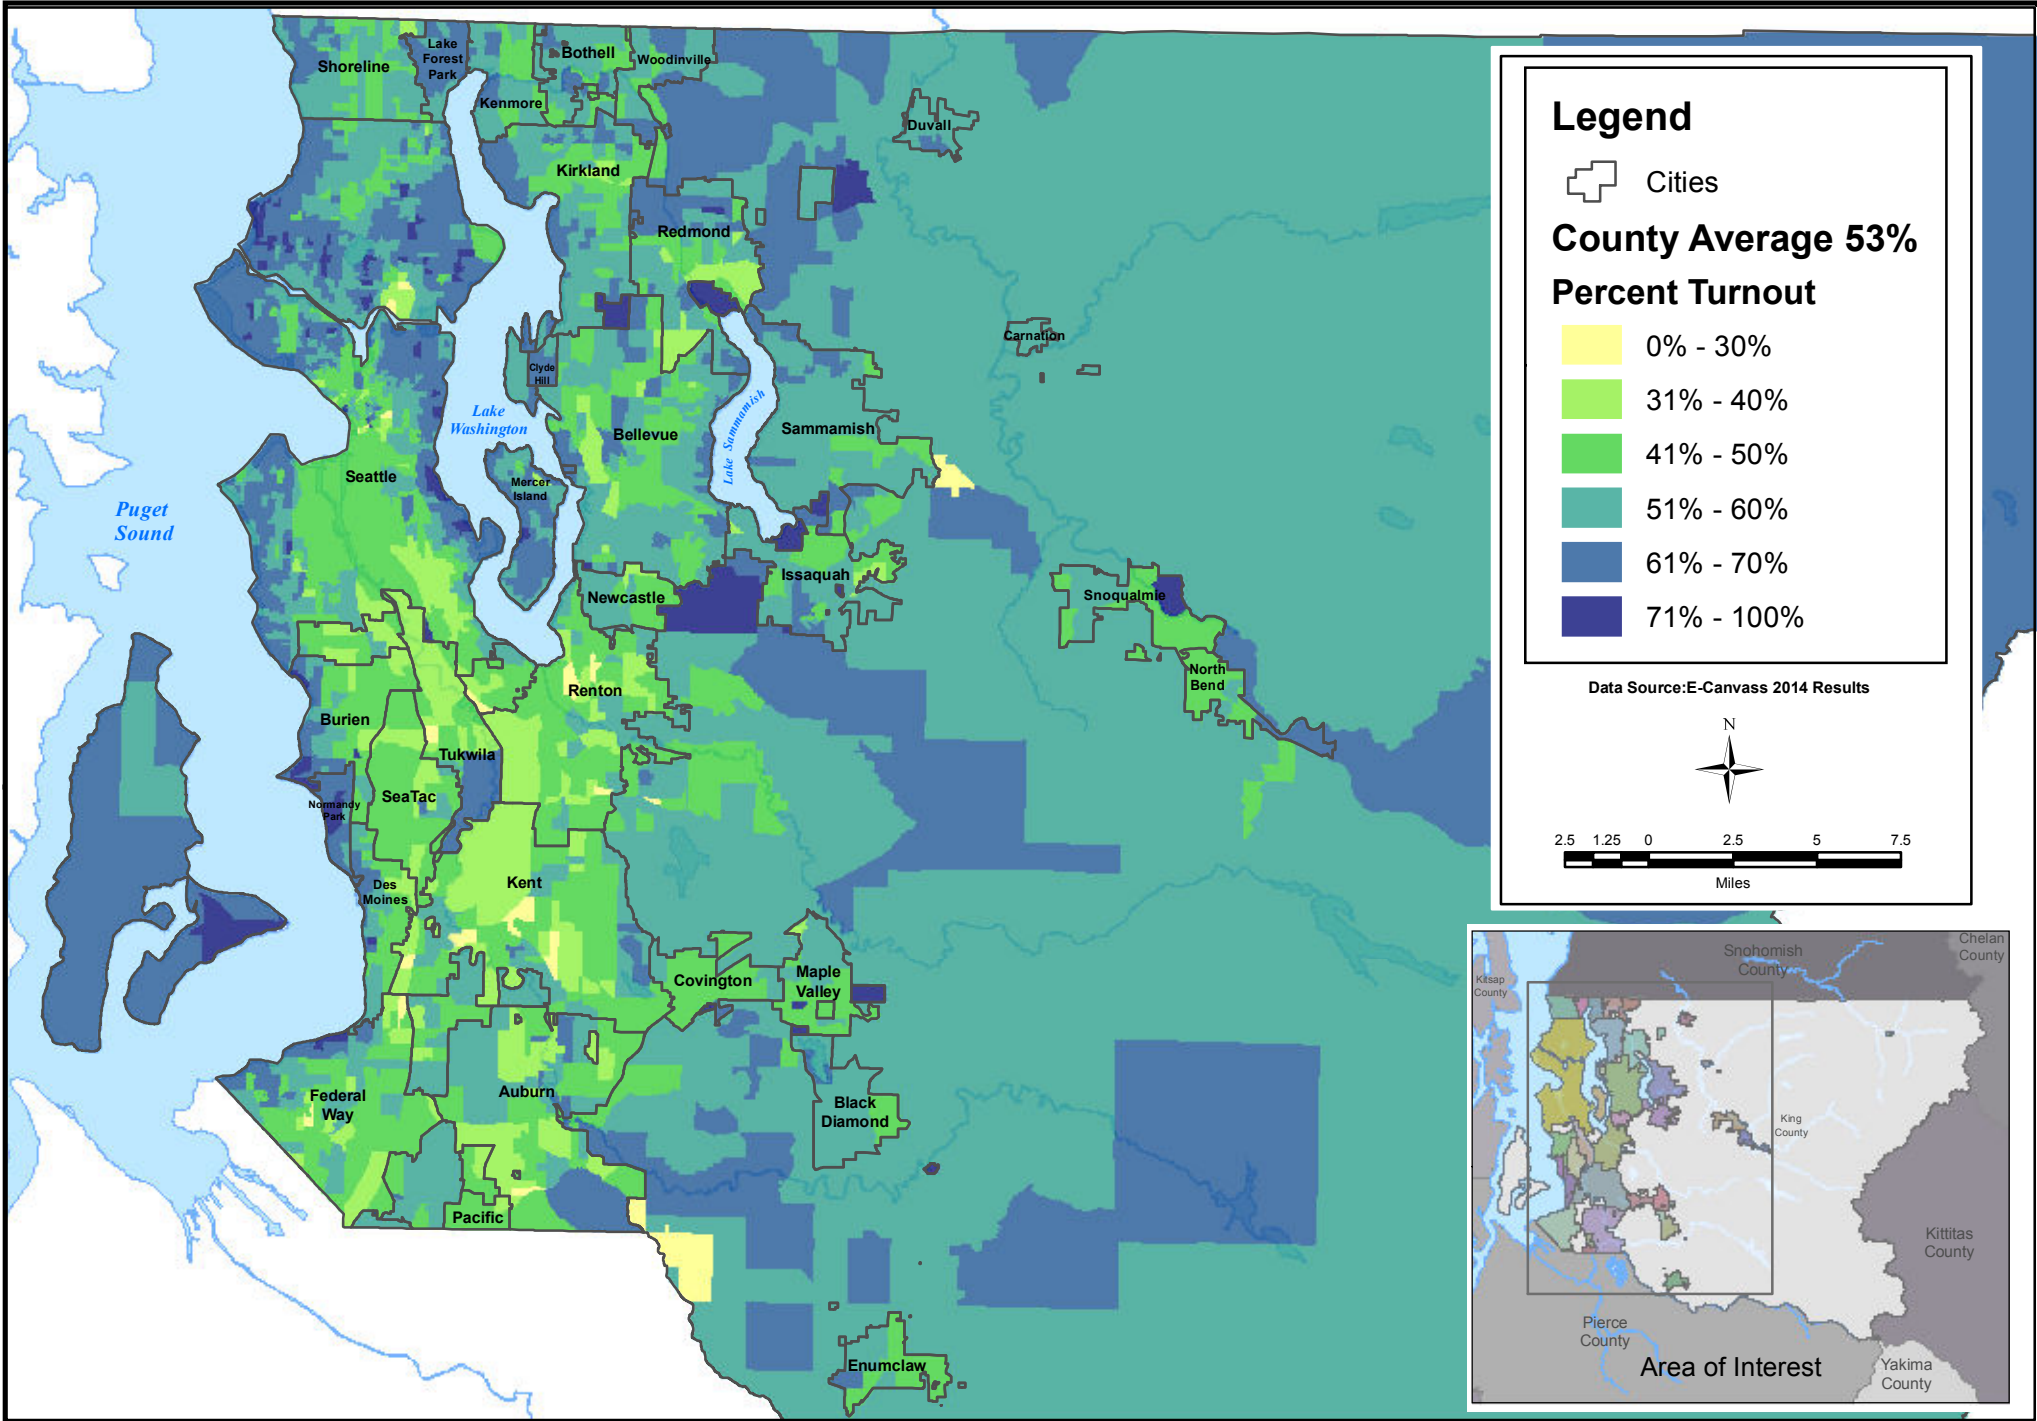 Shoreline
Lake
Forest
Park
Bothell
Woodinville
Kenmore
Duvall
Kirkland
Redmond
Carnation
Clyde
Hill
Lake
Washington
Bellevue
Lake Sammamish
Sammamish
Seattle
Mercer
Island
Puget
Sound
Issaquah
Newcastle
Snoqualmie
North
Bend
Renton
Burien
Tukwila
SeaTac
Normandy
Park
Des
Moines
Kent
Covington
Maple
Valley
Federal
Way
Auburn
Black
Diamond
Pacific
Enumclaw
Legend
Cities
County Average 53%
Percent Turnout
0% - 30%
31% - 40%
41% - 50%
51% - 60%
61% - 70%
71% - 100%
Data Source:E-Canvass 2014 Results
N
2.5 1.25 0 2.5 5 7.5
Miles
Snohomish
County
Chelan
County
Kitsap
County
King
County
Kittitas
County
Pierce
County
Area of Interest
Yakima
County